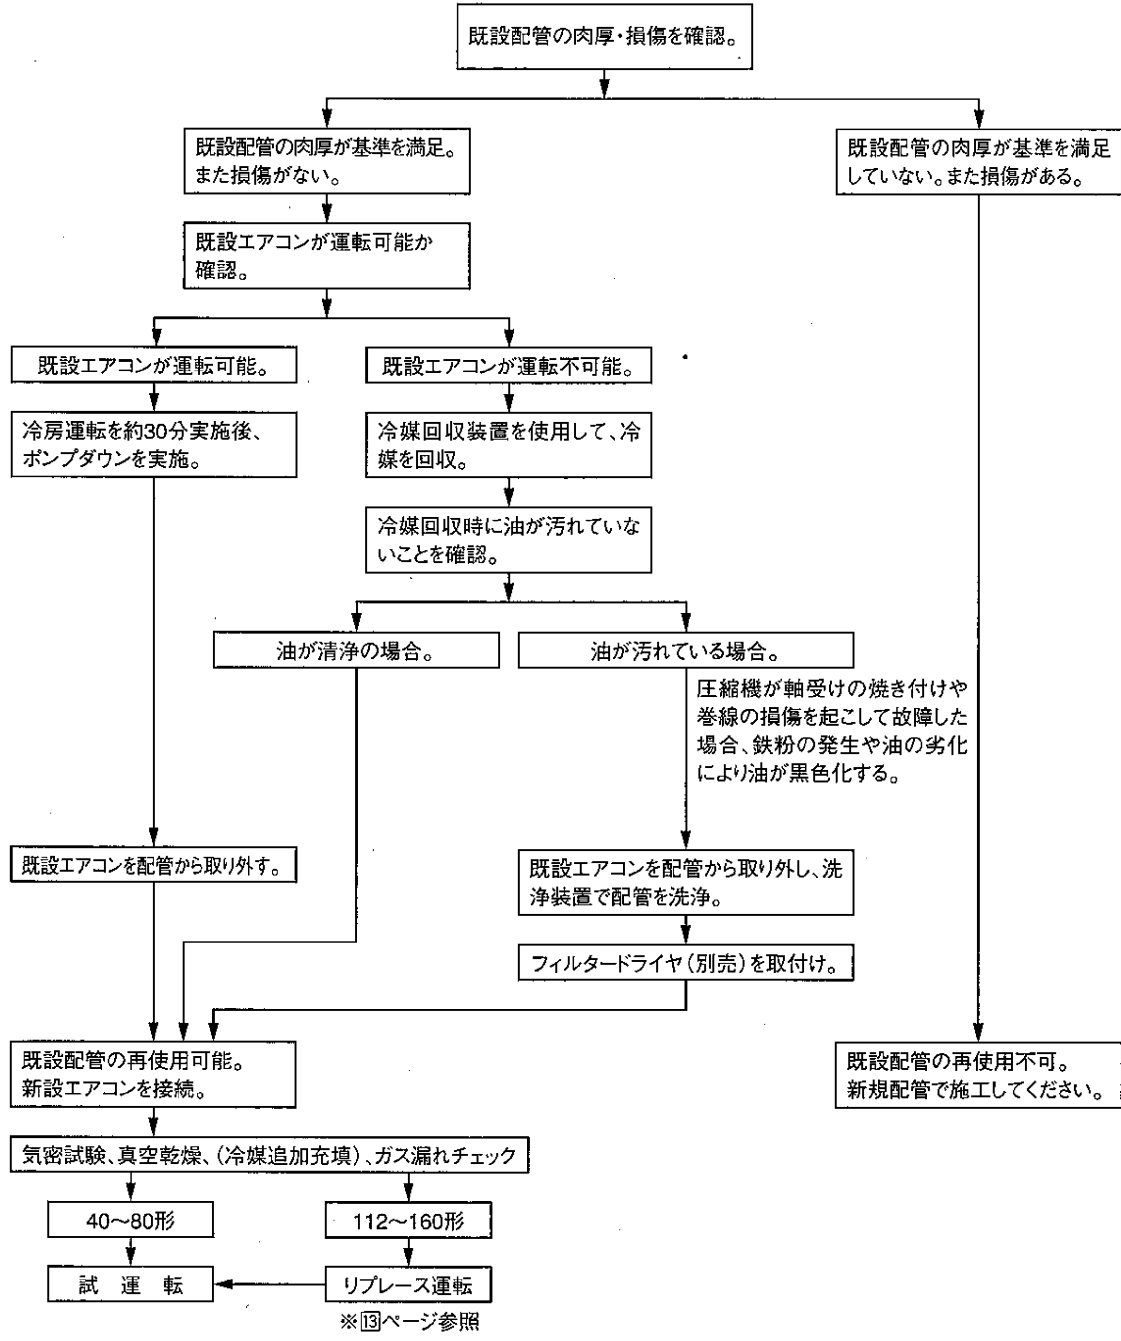 既設配管の肉厚・損傷を確認。
既設配管の肉厚が基準を満足。
また損傷がない。
既設配管の肉厚が基準を満足
していない。また損傷がある。
既設エアコンが運転可能か
確認。
既設エアコンが運転可能。
既設エアコンが運転不可能。
冷房運転を約30分実施後、
ポンプダウンを実施。
冷媒回収装置を使用して、冷
媒を回収。
冷媒回収時に油が汚れていな
いことを確認。
油が清浄の場合。
油が汚れている場合。
圧縮機が軸受けの焼き付けや
巻線の損傷を起こして故障した
場合、鉄粉の発生や油の劣化
により油が黒色化する。
既設エアコンを配管から取り外す。
既設エアコンを配管から取り外し、洗
浄装置で配管を洗浄。
フィルタードライヤ(別売)を取付け。
既設配管の再使用可能。
新設エアコンを接続。
既設配管の再使用不可。
新規配管で施工してください。
気密試験、真空乾燥、(冷媒追加充填)、ガス漏れチェック
40〜80形
112〜160形
試 運 転
リプレース運転
※13ページ参照